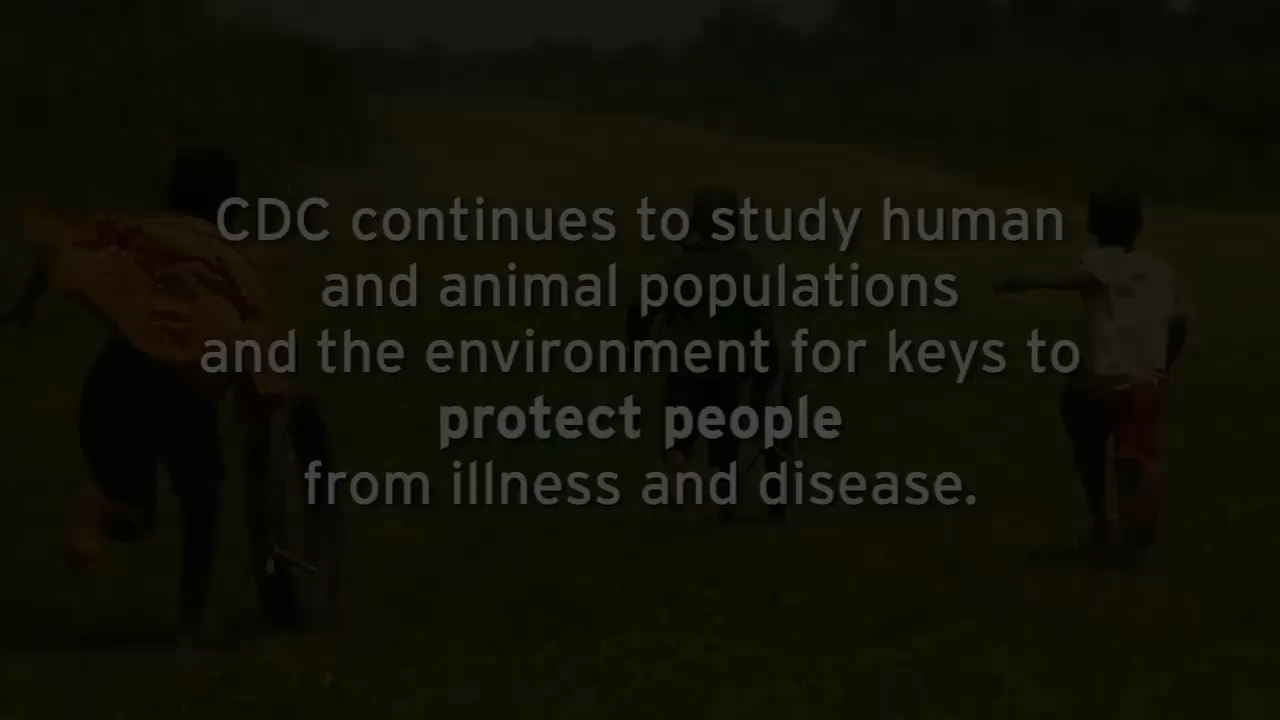 CDC continues to study human
and animal populations
and the environment for keys to
protect people
from illness and disease.